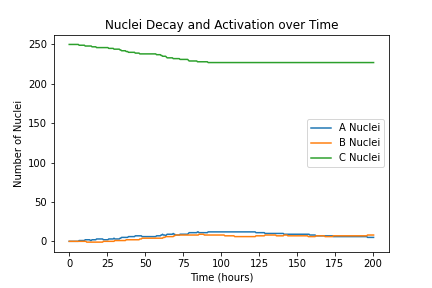 Nuclei Decay and Activation over Time
Number of Nuclei
250
200
150
100
50
0
A Nuclei
B Nuclei
C Nuclei
0 25 50 75 100 125 150 175 200
Time (hours)